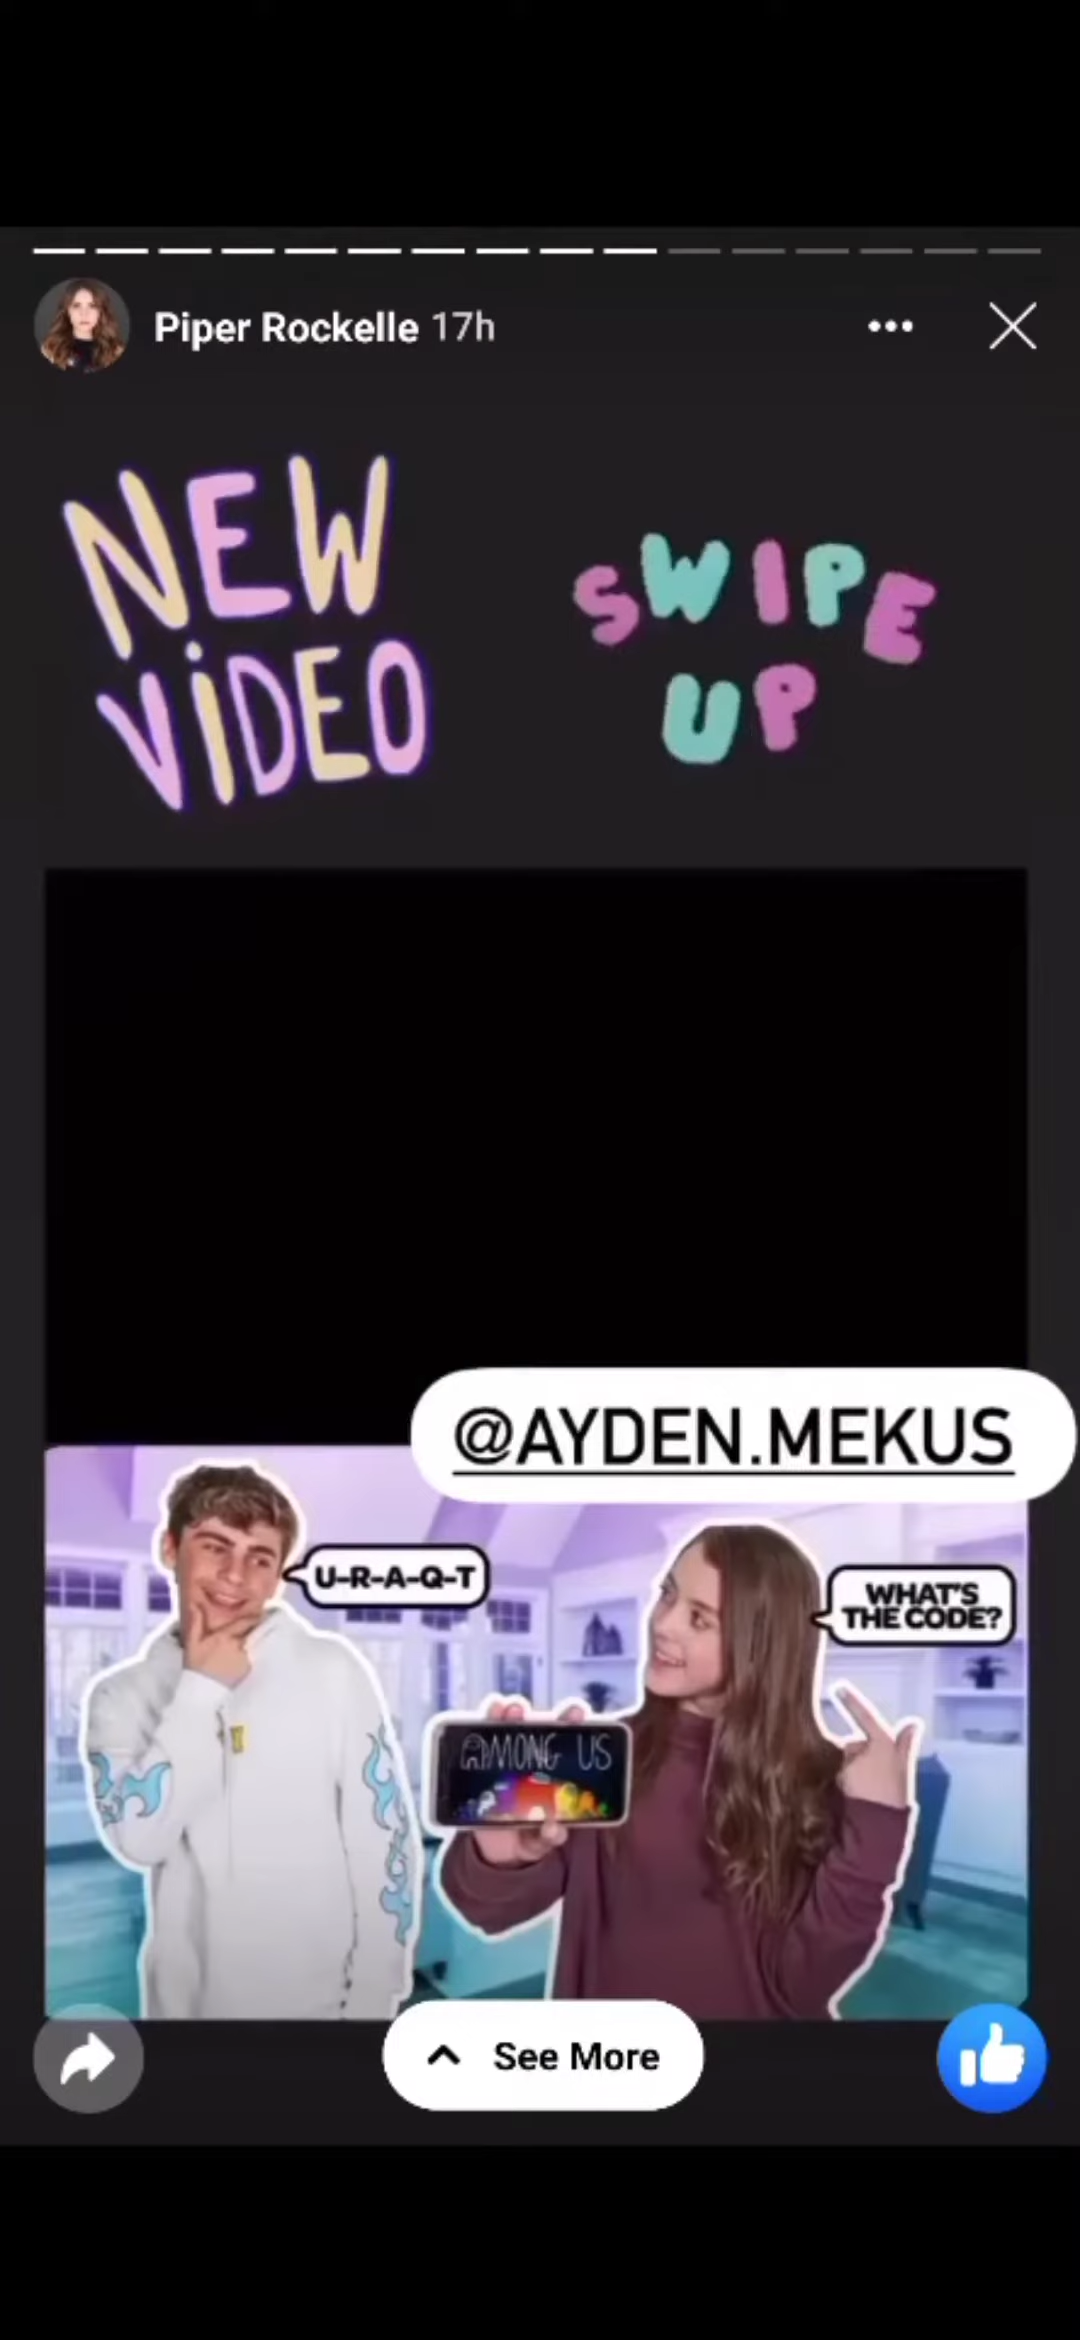 Piper Rockelle 17h
NEW
VIDEO
SWIPE
UP
@AYDEN.MEKUS
U-R-A-Q-T
WHAT'S
THE CODE?
AMONG US
See More